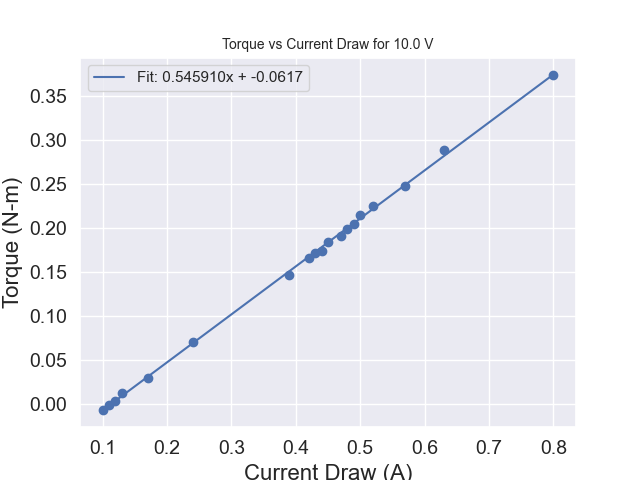 Torque vs Current Draw for 10.0 V
Fit: 0.545910x + -0.0617
Torque (N-m)
0.35
0.30
0.25
0.20
0.15
0.10
0.05
0.00
0.1 0.2 0.3 0.4 0.5 0.6 0.7 0.8
Current Draw (A)